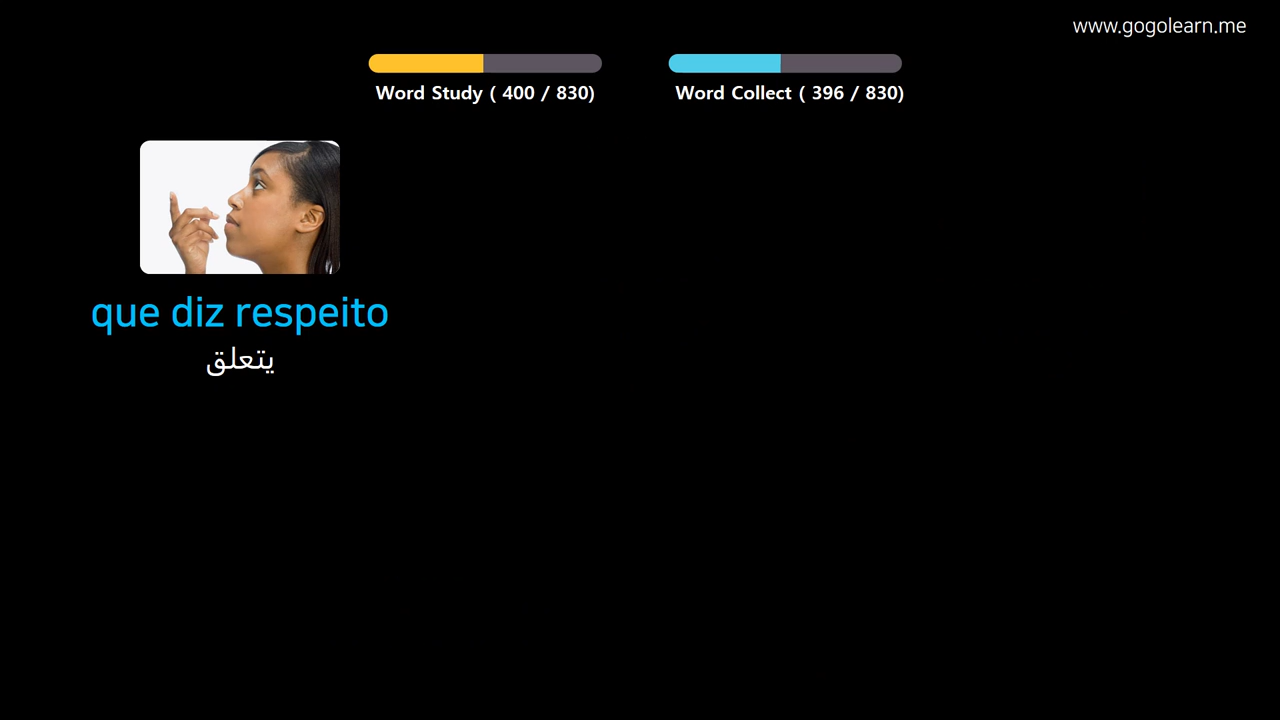 www.gogolearn.me
Word Study ( 400 / 830)
Word Collect ( 396 / 830)
que diz respeito
يتعلق